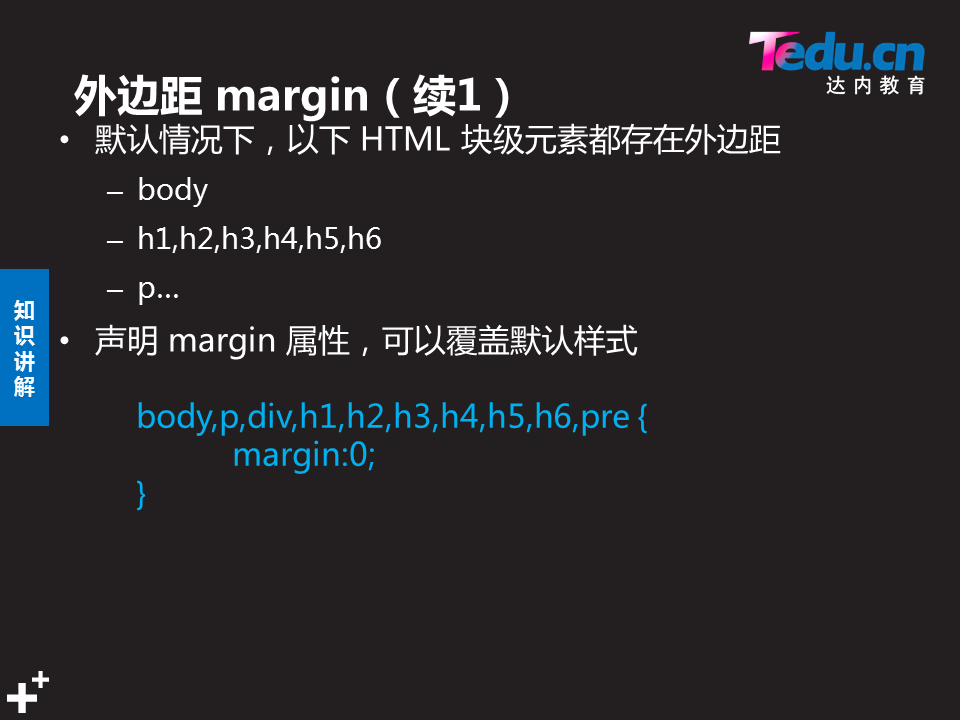 Tedu.cn
达内教育
外边距 margin（续1）
• 默认情况下，以下 HTML 块级元素都存在外边距
– body
– h1,h2,h3,h4,h5,h6
– p...
知识讲解
• 声明 margin 属性，可以覆盖默认样式
body,p,div,h1,h2,h3,h4,h5,h6,pre {
margin:0;
}